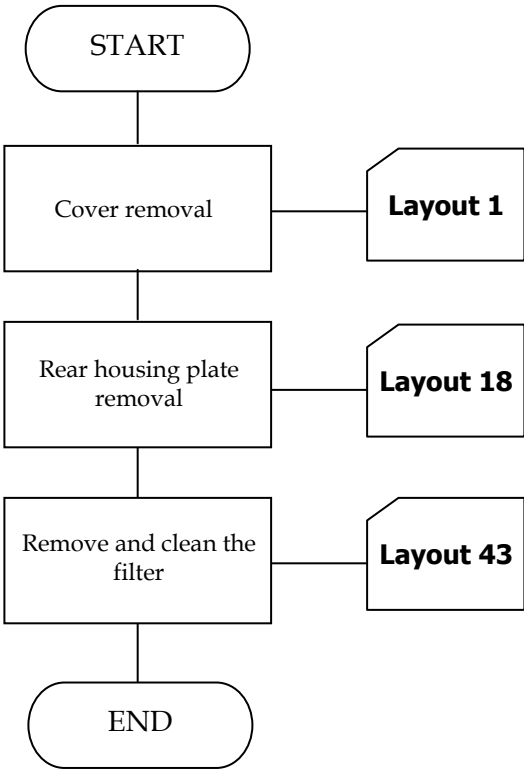 START
Cover removal
Layout 1
Rear housing plate
removal
Layout 18
Remove and clean the
filter
Layout 43
END